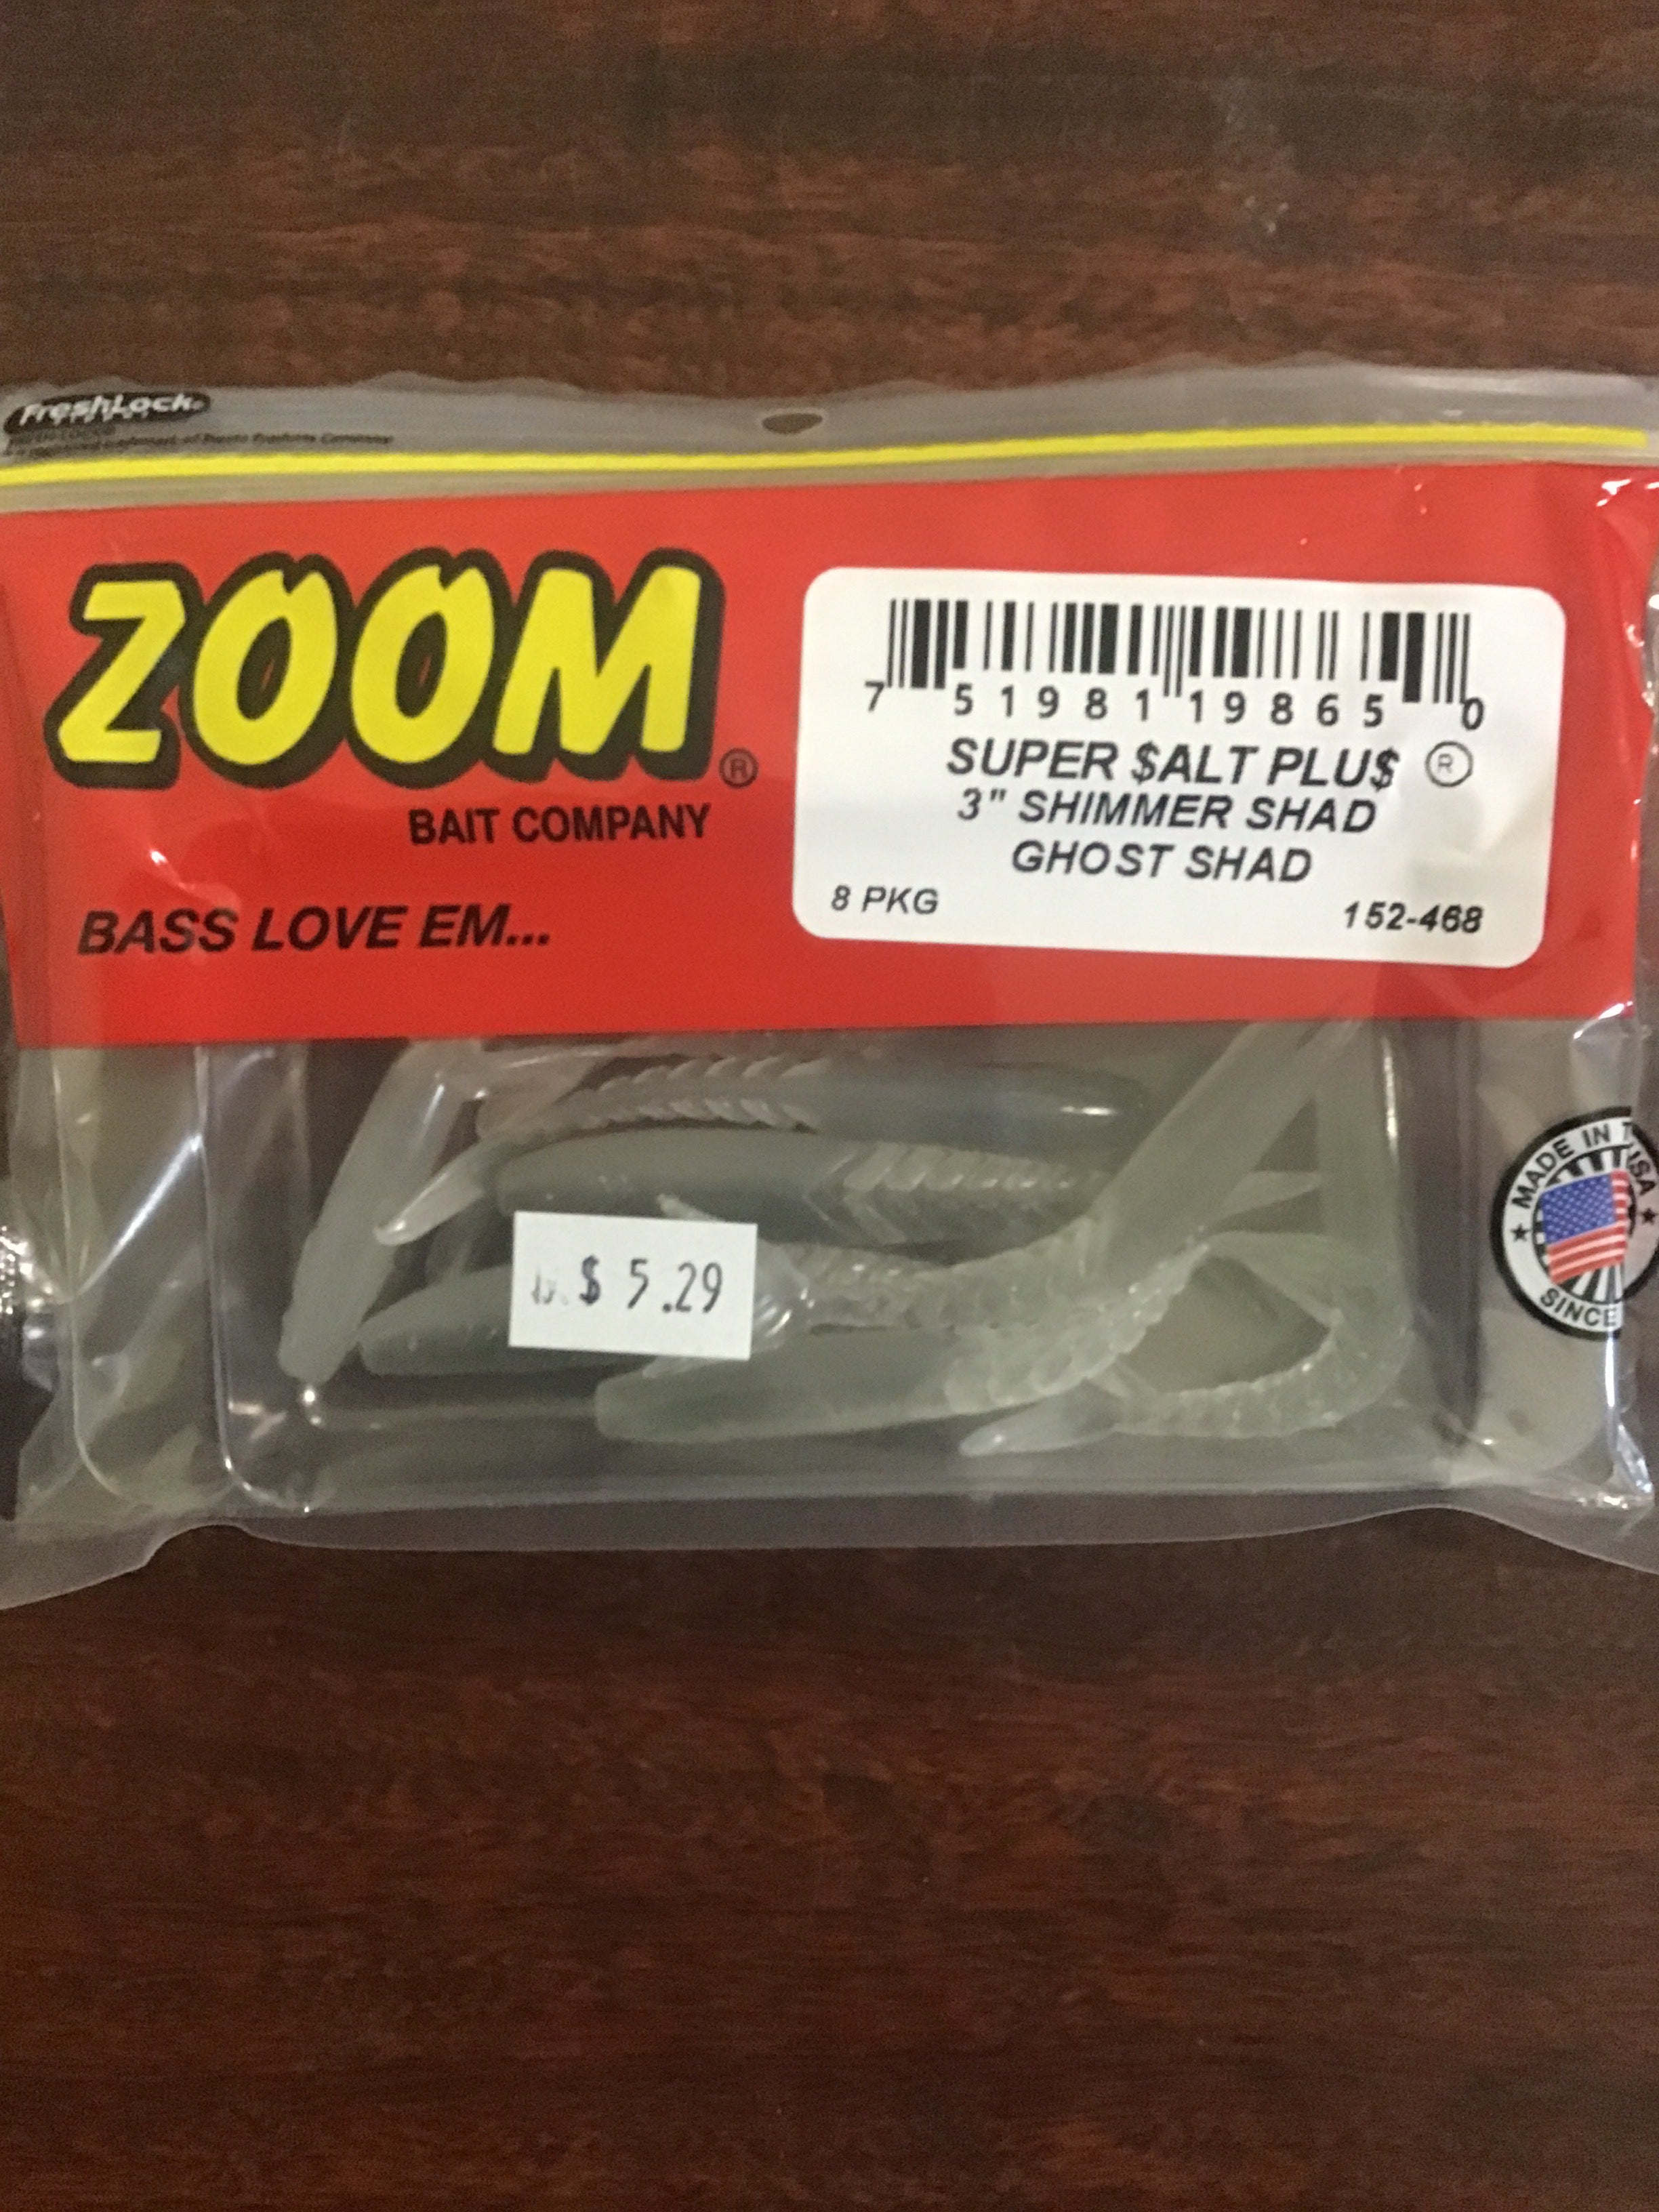 FreshLock®
ZOOM®
BAIT COMPANY
BASS LOVE EM...
7 51981 19865 0
SUPER $ALT PLU$ ®
3" SHIMMER SHAD
GHOST SHAD
8 PKG
152-468
$ 5.29
MADE IN
USA
SINCE